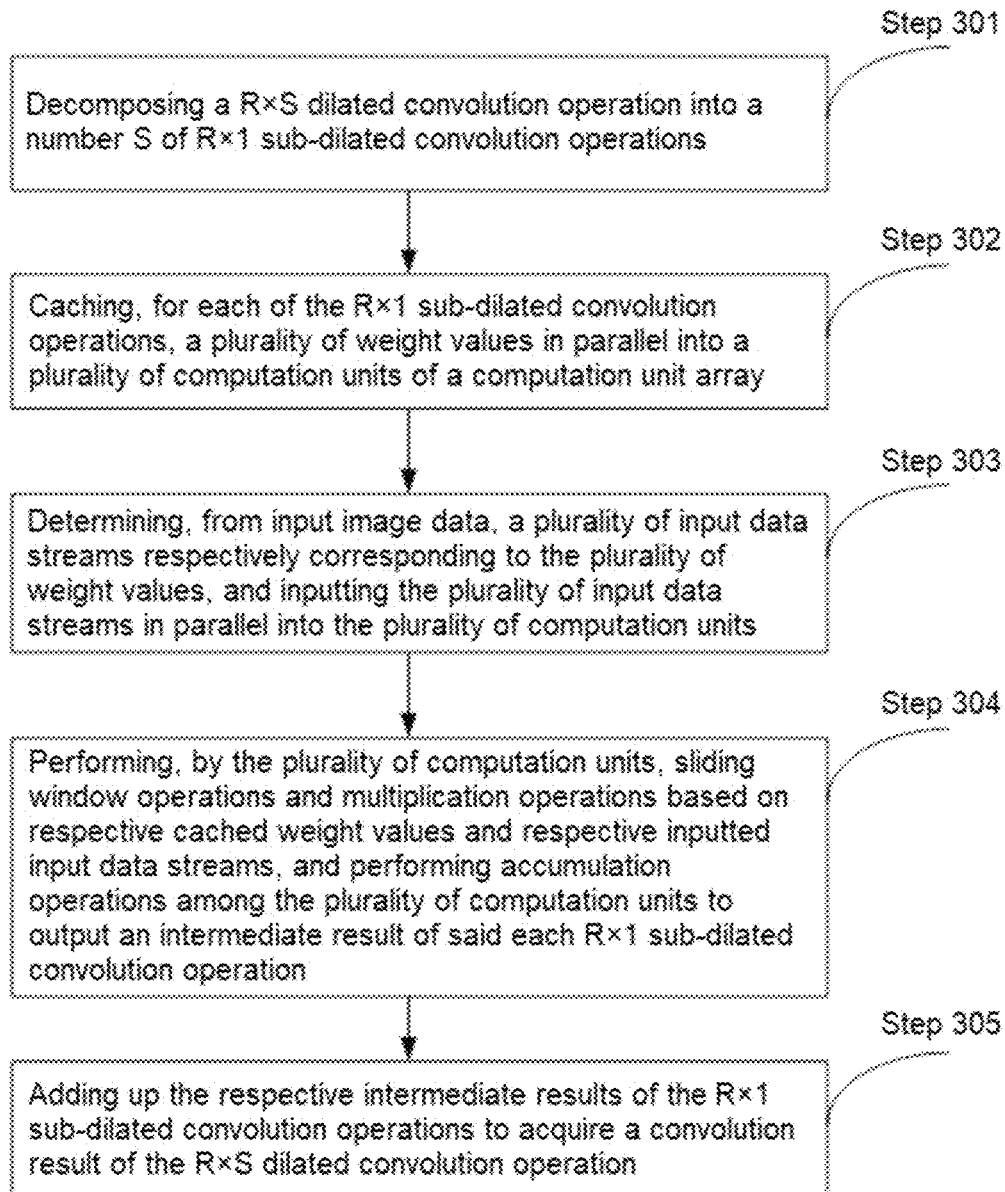 Step 301
Decomposing a R×S dilated convolution operation into a
number S of R×1 sub-dilated convolution operations
Step 302
Caching, for each of the R×1 sub-dilated convolution
operations, a plurality of weight values in parallel into a
plurality of computation units of a computation unit array
Step 303
Determining, from input image data, a plurality of input data
streams respectively corresponding to the plurality of
weight values, and inputting the plurality of input data
streams in parallel into the plurality of computation units
Step 304
Performing, by the plurality of computation units, sliding
window operations and multiplication operations based on
respective cached weight values and respective inputted
input data streams, and performing accumulation
operations among the plurality of computation units to
output an intermediate result of said each R×1 sub-dilated
convolution operation
Step 305
Adding up the respective intermediate results of the R×1
sub-dilated convolution operations to acquire a convolution
result of the R×S dilated convolution operation